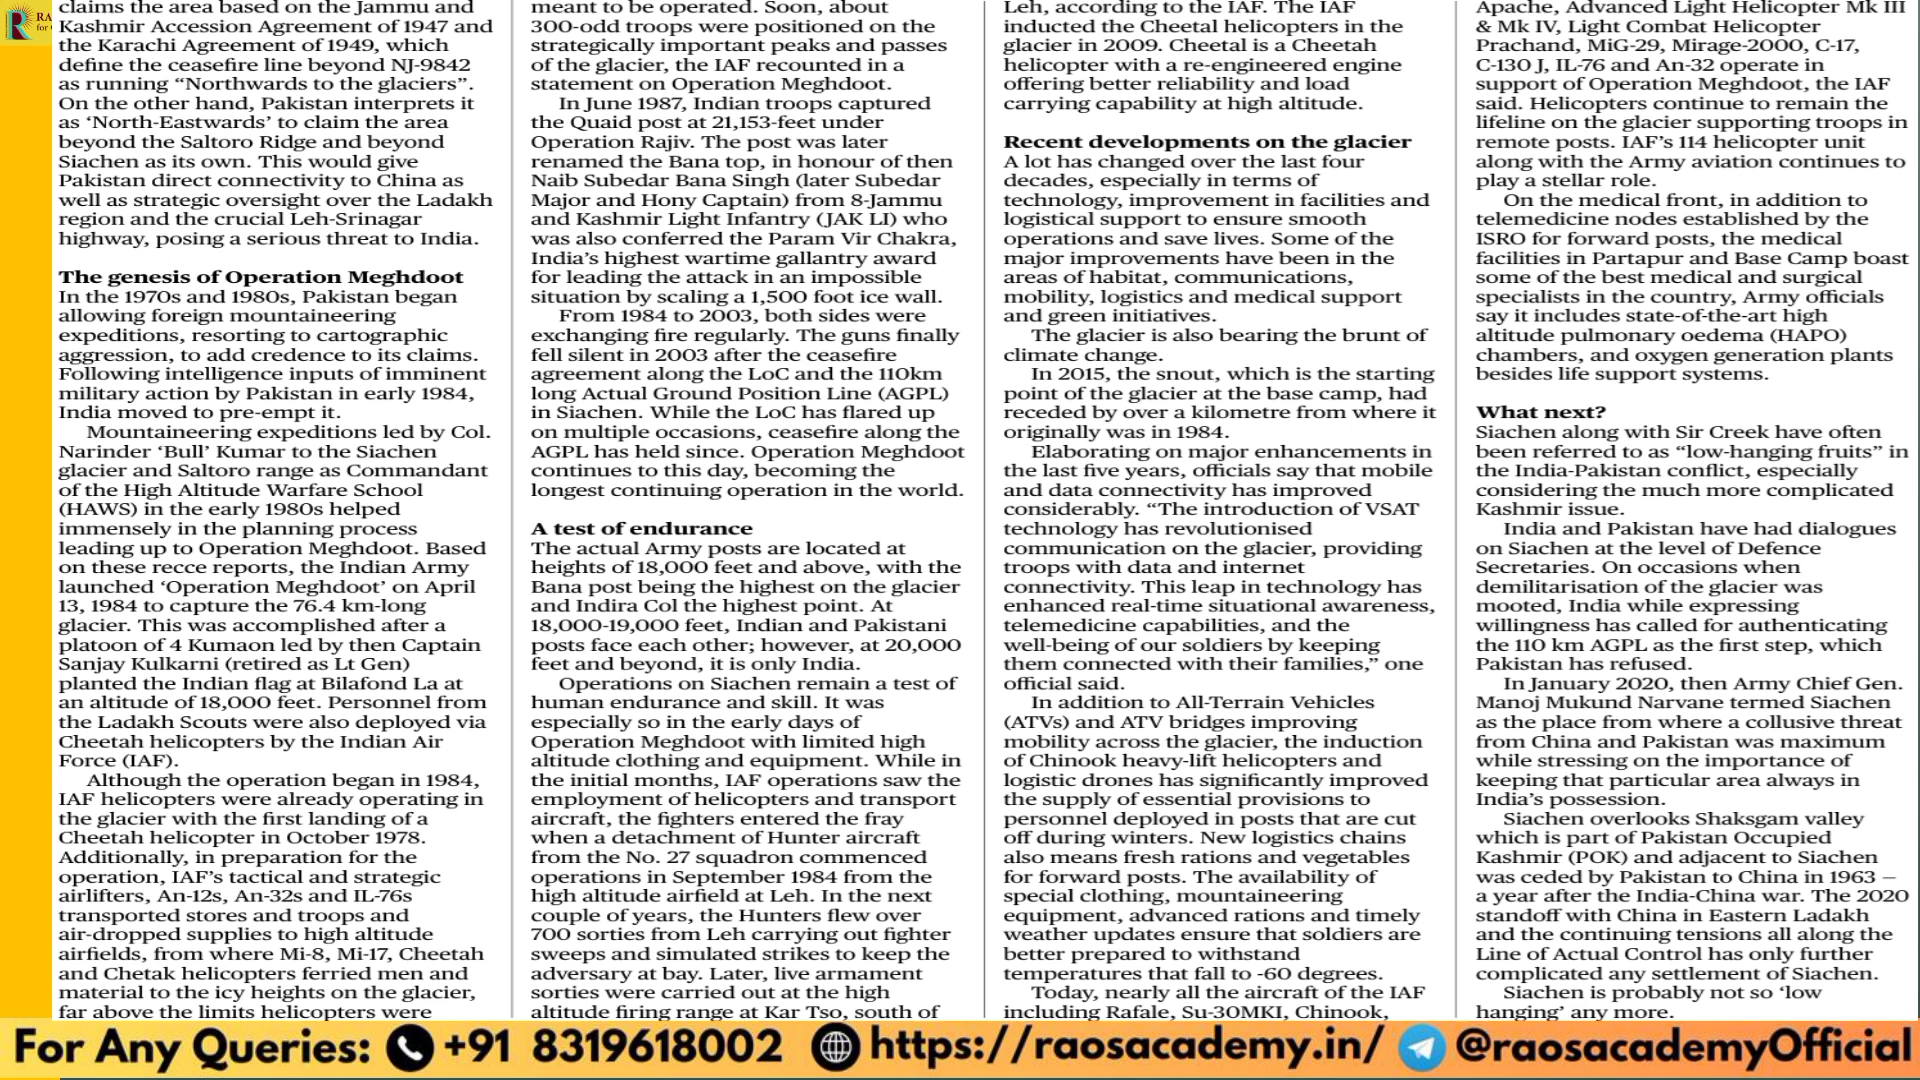 RA
for
claims the area based on the Jammu and
Kashmir Accession Agreement of 1947 and
the Karachi Agreement of 1949, which
define the ceasefire line beyond NJ-9842
as running “Northwards to the glaciers”.
On the other hand, Pakistan interprets it
as ‘North-Eastwards’ to claim the area
beyond the Saltoro Ridge and beyond
Siachen as its own. This would give
Pakistan direct connectivity to China as
well as strategic oversight over the Ladakh
region and the crucial Leh-Srinagar
highway, posing a serious threat to India.
The genesis of Operation Meghdoot
In the 1970s and 1980s, Pakistan began
allowing foreign mountaineering
expeditions, resorting to cartographic
aggression, to add credence to its claims.
Following intelligence inputs of imminent
military action by Pakistan in early 1984,
India moved to pre-empt it.
Mountaineering expeditions led by Col.
Narinder ‘Bull’ Kumar to the Siachen
glacier and Saltoro range as Commandant
of the High Altitude Warfare School
(HAWS) in the early 1980s helped
immensely in the planning process
leading up to Operation Meghdoot. Based
on these recce reports, the Indian Army
launched ‘Operation Meghdoot’ on April
13, 1984 to capture the 76.4 km-long
glacier. This was accomplished after a
platoon of 4 Kumaon led by then Captain
Sanjay Kulkarni (retired as Lt Gen)
planted the Indian flag at Bilafond La at
an altitude of 18,000 feet. Personnel from
the Ladakh Scouts were also deployed via
Cheetah helicopters by the Indian Air
Force (IAF).
Although the operation began in 1984,
IAF helicopters were already operating in
the glacier with the first landing of a
Cheetah helicopter in October 1978.
Additionally, in preparation for the
operation, IAF’s tactical and strategic
airlifters, An-12s, An-32s and IL-76s
transported stores and troops and
air-dropped supplies to high altitude
airfields, from where Mi-8, Mi-17, Cheetah
and Chetak helicopters ferried men and
material to the icy heights on the glacier,
far above the limits helicopters were
meant to be operated. Soon, about
300-odd troops were positioned on the
strategically important peaks and passes
of the glacier, the IAF recounted in a
statement on Operation Meghdoot.
In June 1987, Indian troops captured
the Quaid post at 21,153-feet under
Operation Rajiv. The post was later
renamed the Bana top, in honour of then
Naib Subedar Bana Singh (later Subedar
Major and Hony Captain) from 8-Jammu
and Kashmir Light Infantry (JAK LI) who
was also conferred the Param Vir Chakra,
India’s highest wartime gallantry award
for leading the attack in an impossible
situation by scaling a 1,500 foot ice wall.
From 1984 to 2003, both sides were
exchanging fire regularly. The guns finally
fell silent in 2003 after the ceasefire
agreement along the LoC and the 110km
long Actual Ground Position Line (AGPL)
in Siachen. While the LoC has flared up
on multiple occasions, ceasefire along the
AGPL has held since. Operation Meghdoot
continues to this day, becoming the
longest continuing operation in the world.
A test of endurance
The actual Army posts are located at
heights of 18,000 feet and above, with the
Bana post being the highest on the glacier
and Indira Col the highest point. At
18,000-19,000 feet, Indian and Pakistani
posts face each other; however, at 20,000
feet and beyond, it is only India.
Operations on Siachen remain a test of
human endurance and skill. It was
especially so in the early days of
Operation Meghdoot with limited high
altitude clothing and equipment. While in
the initial months, IAF operations saw the
employment of helicopters and transport
aircraft, the fighters entered the fray
when a detachment of Hunter aircraft
from the No. 27 squadron commenced
operations in September 1984 from the
high altitude airfield at Leh. In the next
couple of years, the Hunters flew over
700 sorties from Leh carrying out fighter
sweeps and simulated strikes to keep the
adversary at bay. Later, live armament
sorties were carried out at the high
altitude firing range at Kar Tso, south of
Leh, according to the IAF. The IAF
inducted the Cheetal helicopters in the
glacier in 2009. Cheetal is a Cheetah
helicopter with a re-engineered engine
offering better reliability and load
carrying capability at high altitude.
Recent developments on the glacier
A lot has changed over the last four
decades, especially in terms of
technology, improvement in facilities and
logistical support to ensure smooth
operations and save lives. Some of the
major improvements have been in the
areas of habitat, communications,
mobility, logistics and medical support
and green initiatives.
The glacier is also bearing the brunt of
climate change.
In 2015, the snout, which is the starting
point of the glacier at the base camp, had
receded by over a kilometre from where it
originally was in 1984.
Elaborating on major enhancements in
the last five years, officials say that mobile
and data connectivity has improved
considerably. “The introduction of VSAT
technology has revolutionised
communication on the glacier, providing
troops with data and internet
connectivity. This leap in technology has
enhanced real-time situational awareness,
telemedicine capabilities, and the
well-being of our soldiers by keeping
them connected with their families,” one
official said.
In addition to All-Terrain Vehicles
(ATVs) and ATV bridges improving
mobility across the glacier, the induction
of Chinook heavy-lift helicopters and
logistic drones has significantly improved
the supply of essential provisions to
personnel deployed in posts that are cut
off during winters. New logistics chains
also means fresh rations and vegetables
for forward posts. The availability of
special clothing, mountaineering
equipment, advanced rations and timely
weather updates ensure that soldiers are
better prepared to withstand
temperatures that fall to -60 degrees.
Today, nearly all the aircraft of the IAF
including Rafale, Su-30MKI, Chinook,
Apache, Advanced Light Helicopter Mk III
& Mk IV, Light Combat Helicopter
Prachand, MiG-29, Mirage-2000, C-17,
C-130 J, IL-76 and An-32 operate in
support of Operation Meghdoot, the IAF
said. Helicopters continue to remain the
lifeline on the glacier supporting troops in
remote posts. IAF’s 114 helicopter unit
along with the Army aviation continues to
play a stellar role.
On the medical front, in addition to
telemedicine nodes established by the
ISRO for forward posts, the medical
facilities in Partapur and Base Camp boast
some of the best medical and surgical
specialists in the country, Army officials
say it includes state-of-the-art high
altitude pulmonary oedema (HAPO)
chambers, and oxygen generation plants
besides life support systems.
What next?
Siachen along with Sir Creek have often
been referred to as “low-hanging fruits” in
the India-Pakistan conflict, especially
considering the much more complicated
Kashmir issue.
India and Pakistan have had dialogues
on Siachen at the level of Defence
Secretaries. On occasions when
demilitarisation of the glacier was
mooted, India while expressing
willingness has called for authenticating
the 110 km AGPL as the first step, which
Pakistan has refused.
In January 2020, then Army Chief Gen.
Manoj Mukund Narvane termed Siachen
as the place from where a collusive threat
from China and Pakistan was maximum
while stressing on the importance of
keeping that particular area always in
India’s possession.
Siachen overlooks Shaksgam valley
which is part of Pakistan Occupied
Kashmir (POK) and adjacent to Siachen
was ceded by Pakistan to China in 1963 —
a year after the India-China war. The 2020
standoff with China in Eastern Ladakh
and the continuing tensions all along the
Line of Actual Control has only further
complicated any settlement of Siachen.
Siachen is probably not so ‘low
hanging’ any more.
For Any Queries: +91 8319618002 https://raosacademy.in/ @raosacademyOfficial